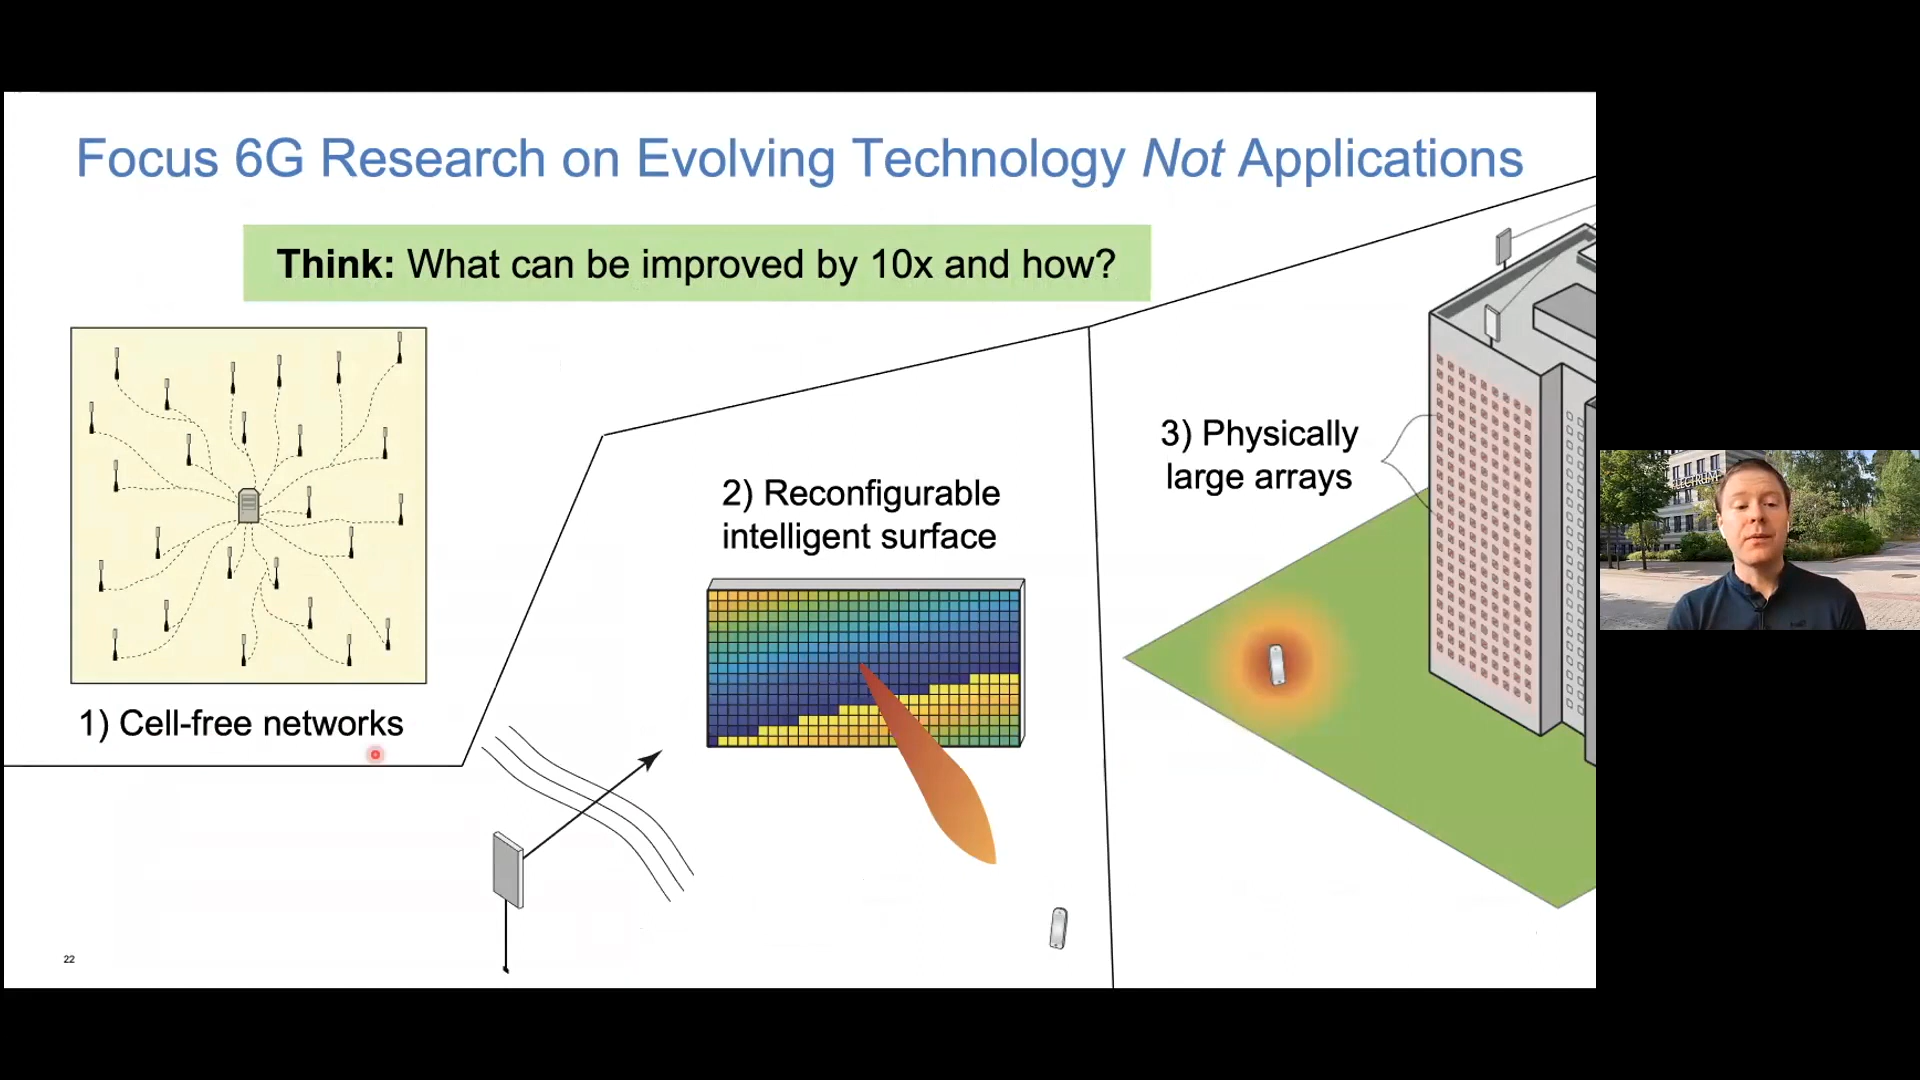 Focus 6G Research on Evolving Technology Not Applications
Think: What can be improved by 10x and how?
1) Cell-free networks
2) Reconfigurable
intelligent surface
3) Physically
large arrays
22